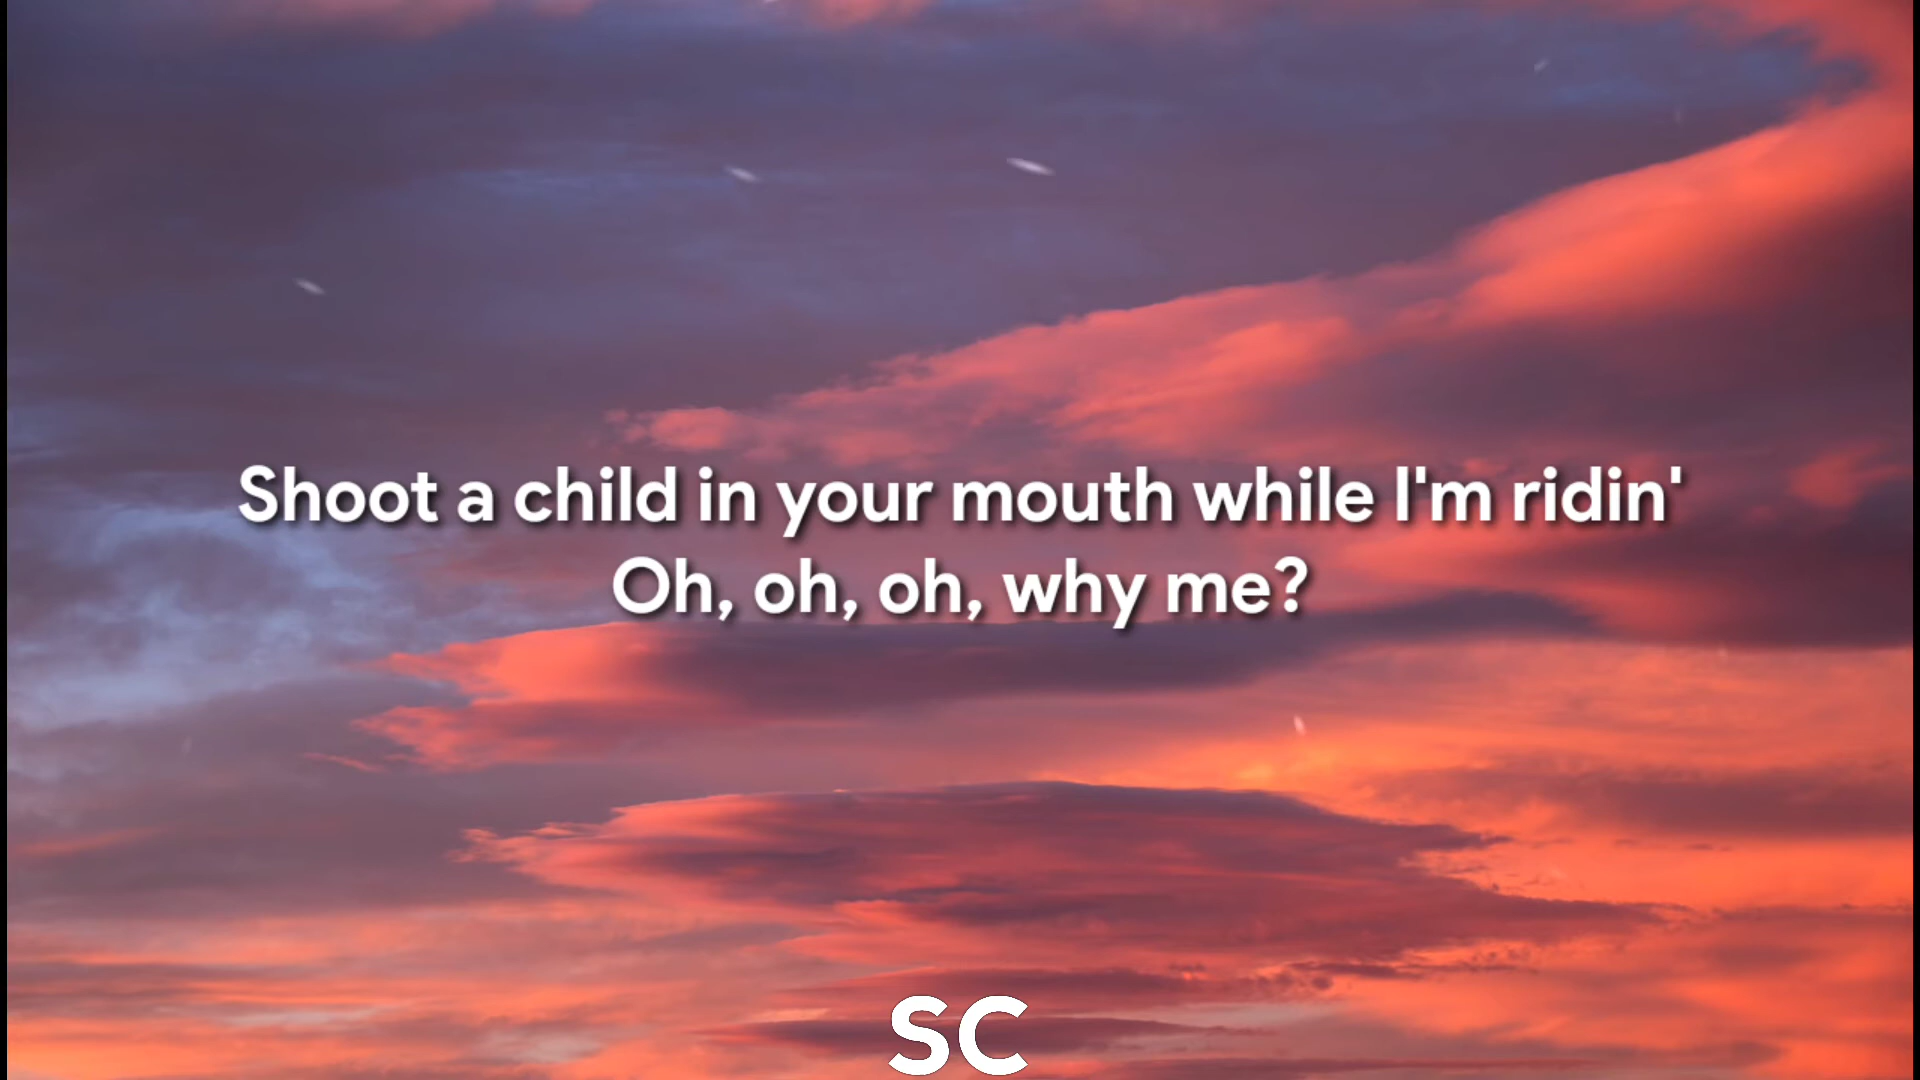 Shoot a child in your mouth while I'm ridin'
Oh, oh, oh, why me?
SC